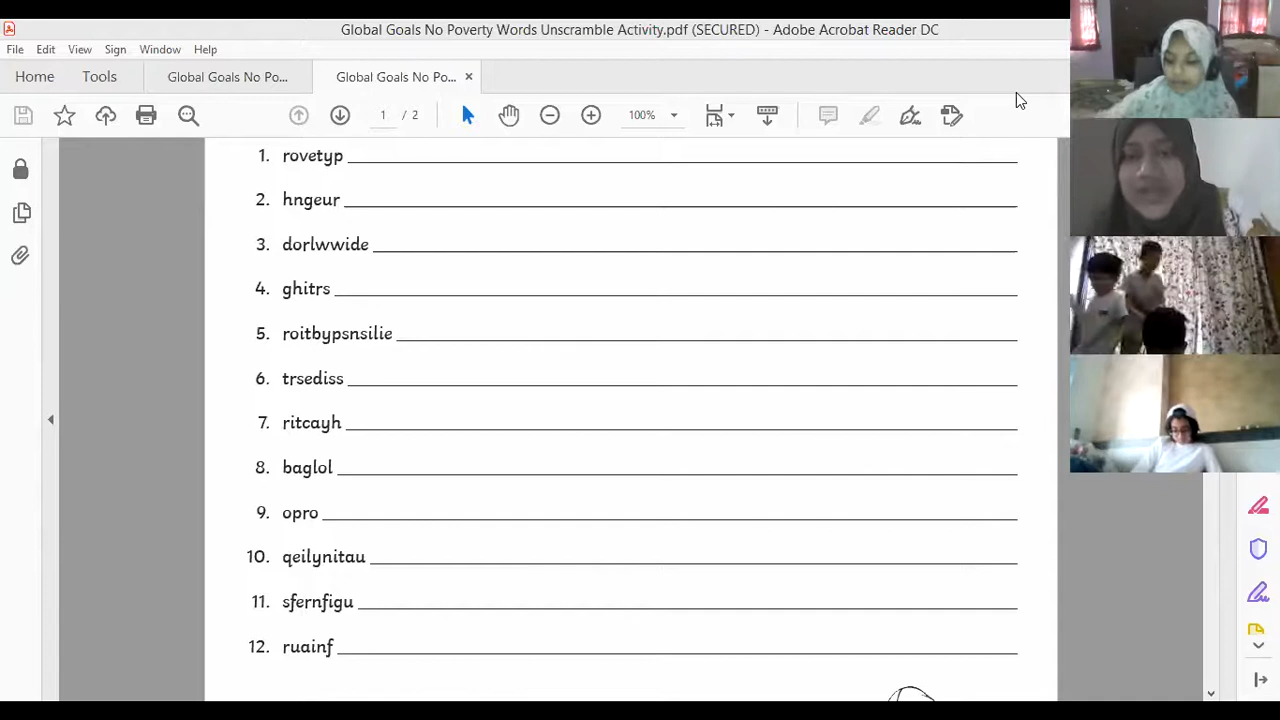 Global Goals No Poverty Words Unscramble Activity.pdf (SECURED) - Adobe Acrobat Reader DC
File Edit View Sign Window Help
Home Tools Global Goals No Po... Global Goals No Po... ×
1 / 2 100%
1. rovetyp
2. hngeur
3. dorlwwide
4. ghitrs
5. roitbypsnsilie
6. trsediss
7. ritcayh
8. baglol
9. opro
10. qeilynitau
11. sfernfigu
12. ruainf